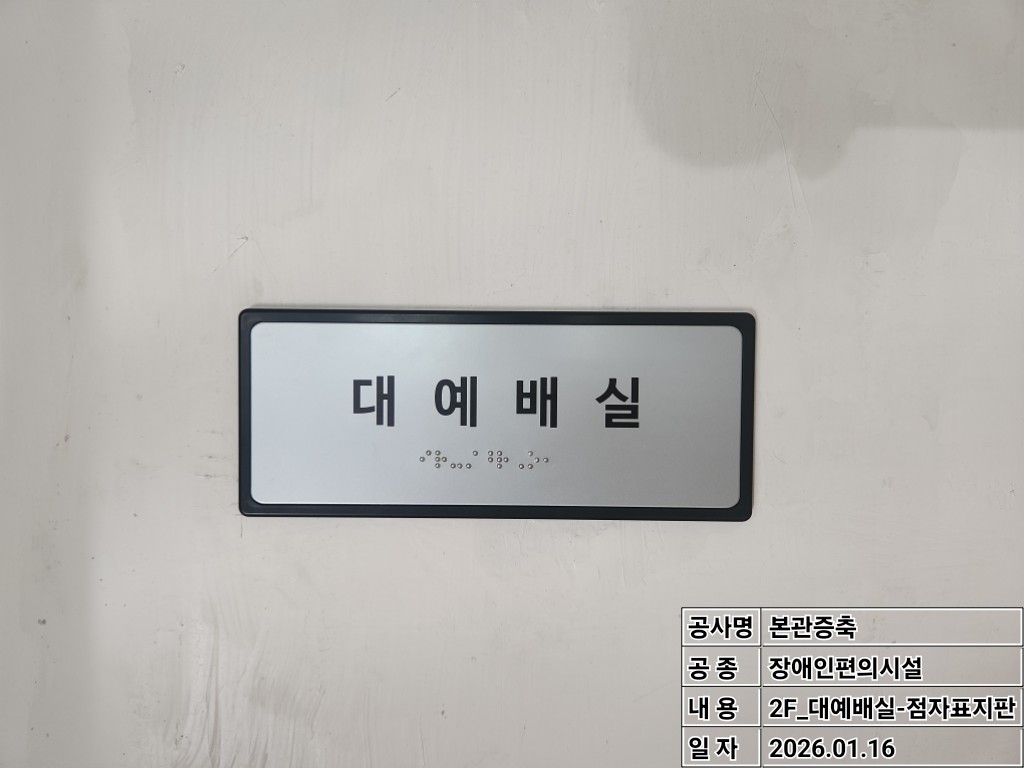 대 예 배 실
공사명 본관증축
공 종 장애인편의시설
내 용 2F_대예배실-점자표지판
일 자 2026.01.16